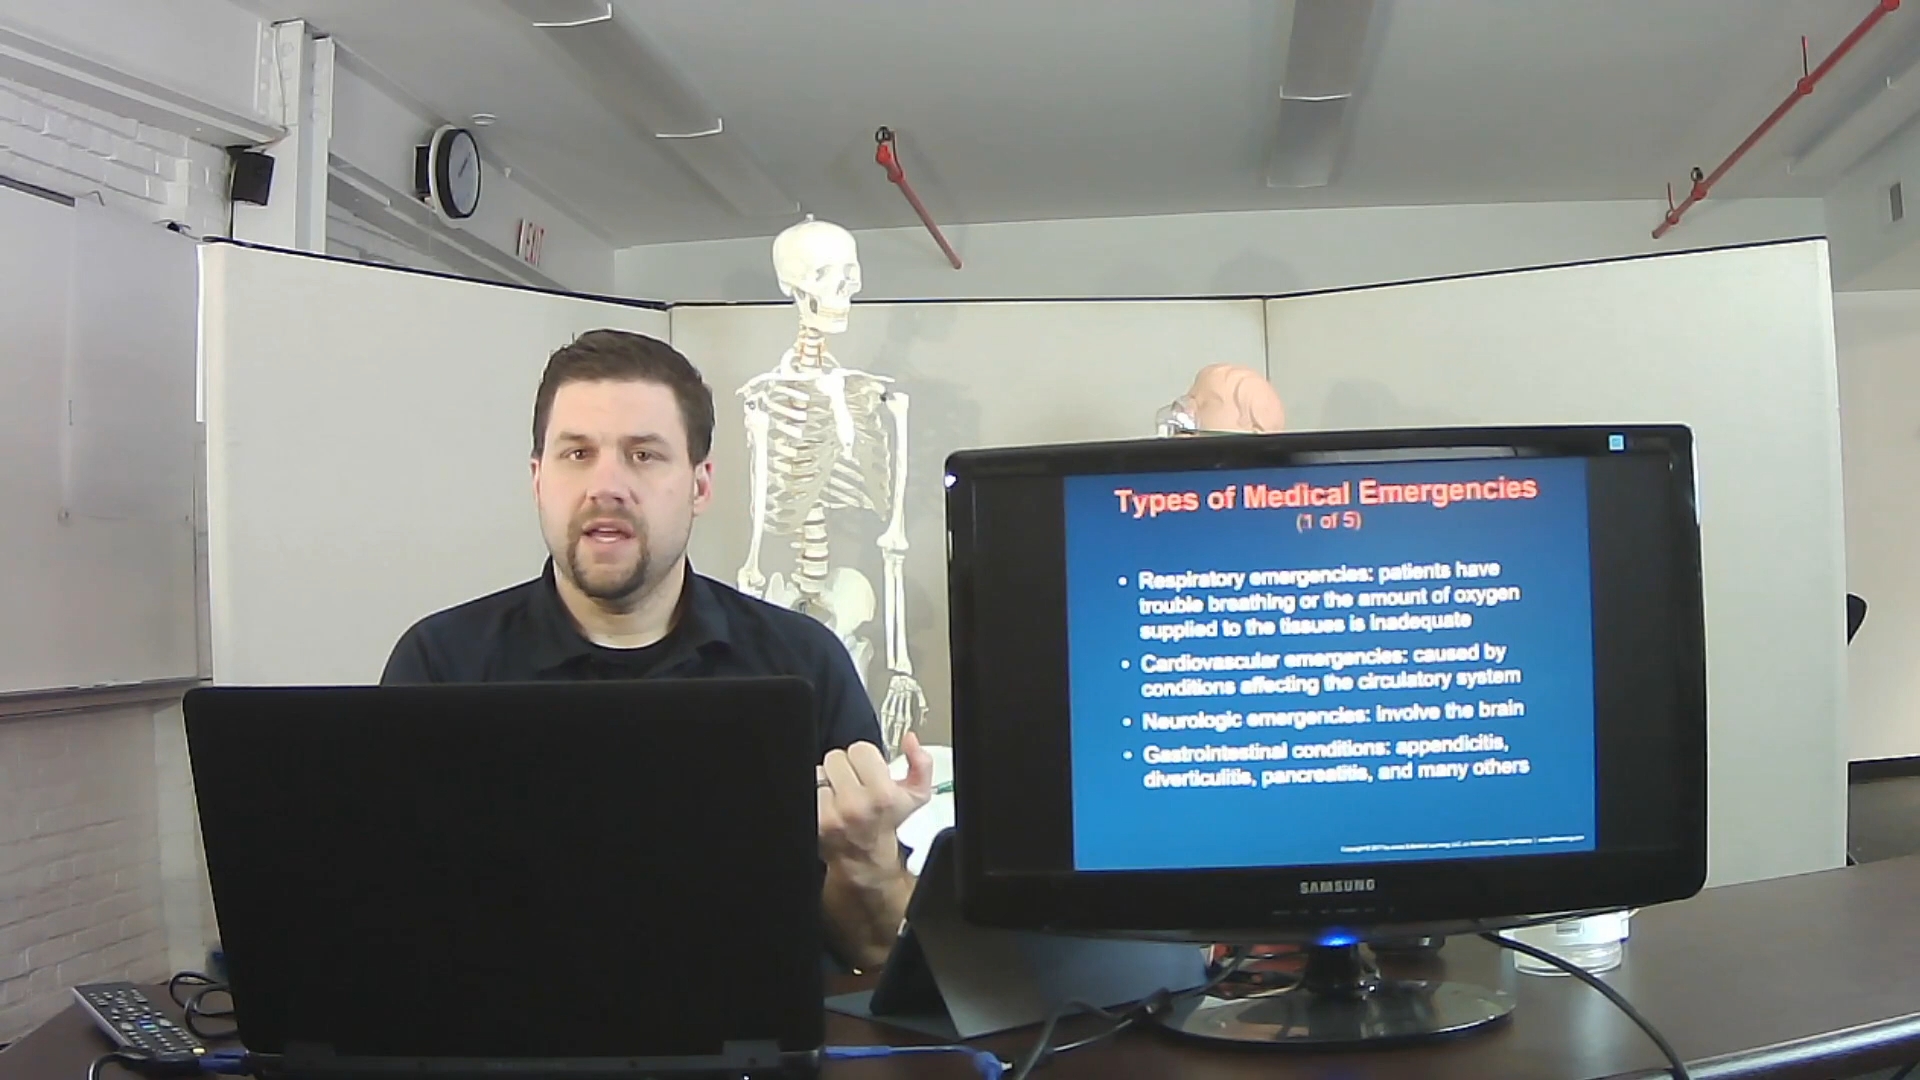 EXIT
Types of Medical Emergencies
(1 of 5)
• Respiratory emergencies: patients have
trouble breathing or the amount of oxygen
supplied to the tissues is inadequate
• Cardiovascular emergencies: caused by
conditions affecting the circulatory system
• Neurologic emergencies: involve the brain
• Gastrointestinal conditions: appendicitis,
diverticulitis, pancreatitis, and many others
SAMSUNG